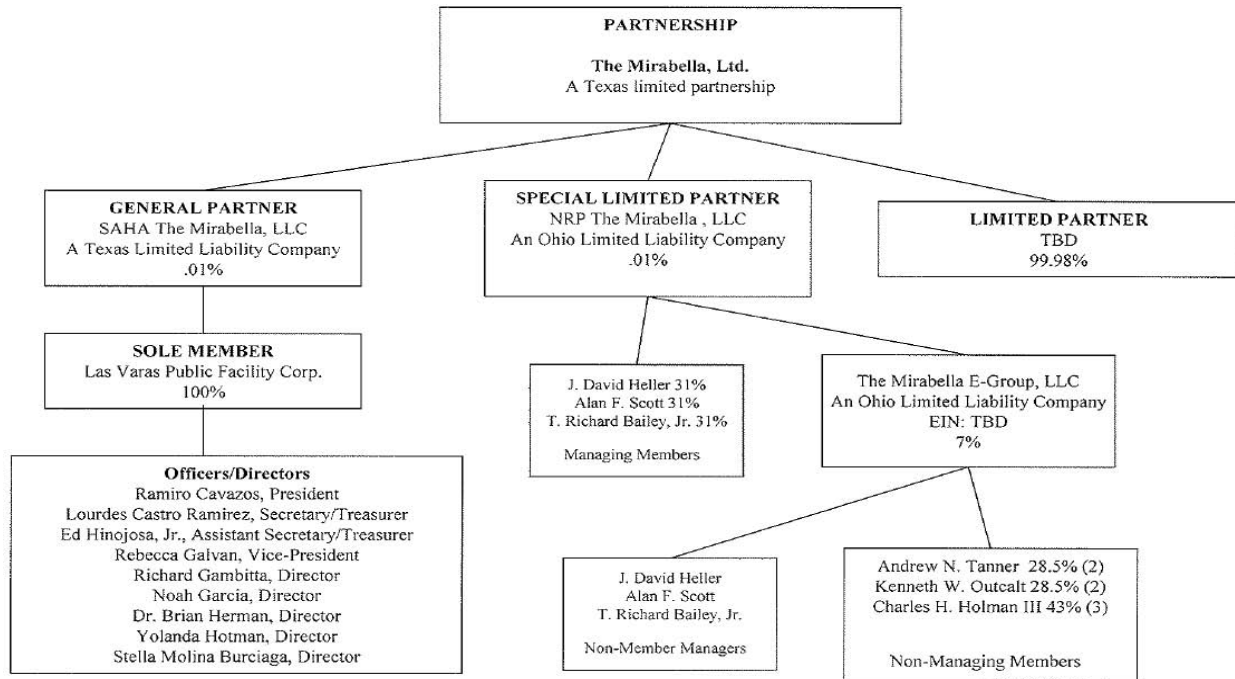 PARTNERSHIP
The Mirabella, Ltd.
A Texas limited partnership
GENERAL PARTNER
SAHA The Mirabella, LLC
A Texas Limited Liability Company
.01%
SPECIAL LIMITED PARTNER
NRP The Mirabella , LLC
An Ohio Limited Liability Company
.01%
LIMITED PARTNER
TBD
99.98%
SOLE MEMBER
Las Varas Public Facility Corp.
100%
J. David Heller 31%
Alan F. Scott 31%
T. Richard Bailey, Jr. 31%
Managing Members
The Mirabella E-Group, LLC
An Ohio Limited Liability Company
EIN: TBD
7%
Officers/Directors
Ramiro Cavazos, President
Lourdes Castro Ramirez, Secretary/Treasurer
Ed Hinojosa, Jr., Assistant Secretary/Treasurer
Rebecca Galvan, Vice-President
Richard Gambitta, Director
Noah Garcia, Director
Dr. Brian Herman, Director
Yolanda Hotman, Director
Stella Molina Burciaga, Director
J. David Heller
Alan F. Scott
T. Richard Bailey, Jr.
Non-Member Managers
Andrew N. Tanner 28.5% (2)
Kenneth W. Outcalt 28.5% (2)
Charles H. Holman III 43% (3)
Non-Managing Members